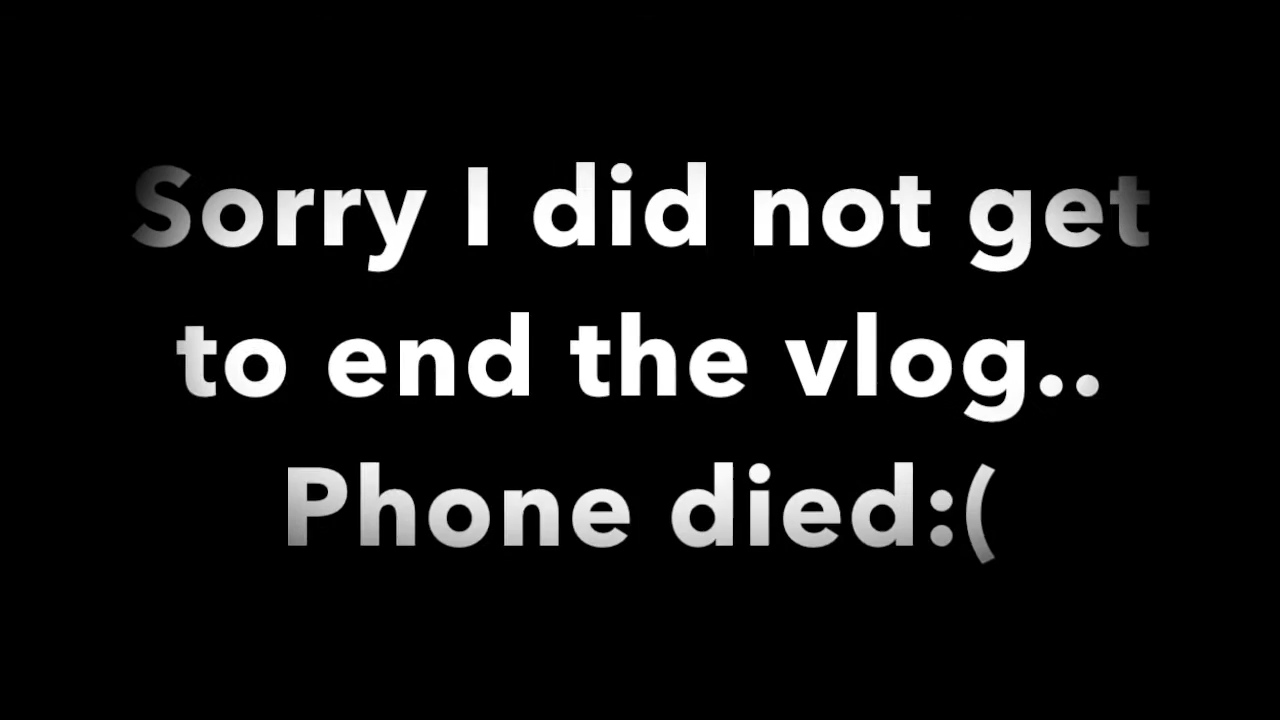 Sorry I did not get
to end the vlog..
Phone died:(